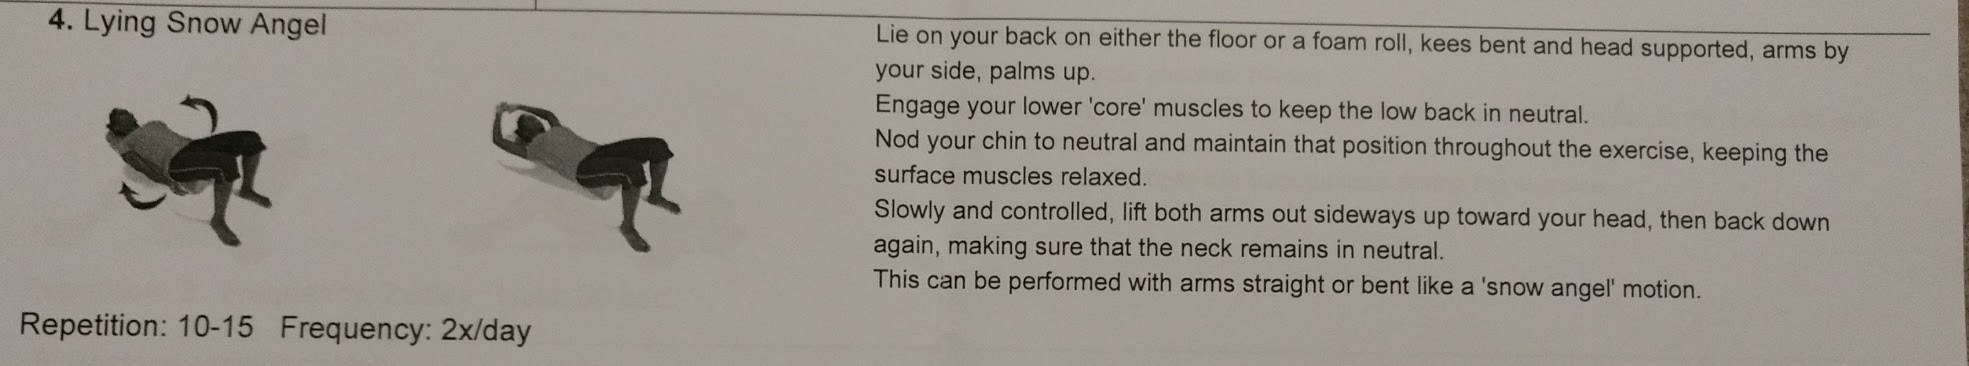 4. Lying Snow Angel
Lie on your back on either the floor or a foam roll, kees bent and head supported, arms by
your side, palms up.
Engage your lower 'core' muscles to keep the low back in neutral.
Nod your chin to neutral and maintain that position throughout the exercise, keeping the
surface muscles relaxed.
Slowly and controlled, lift both arms out sideways up toward your head, then back down
again, making sure that the neck remains in neutral.
This can be performed with arms straight or bent like a 'snow angel' motion.
Repetition: 10-15 Frequency: 2x/day